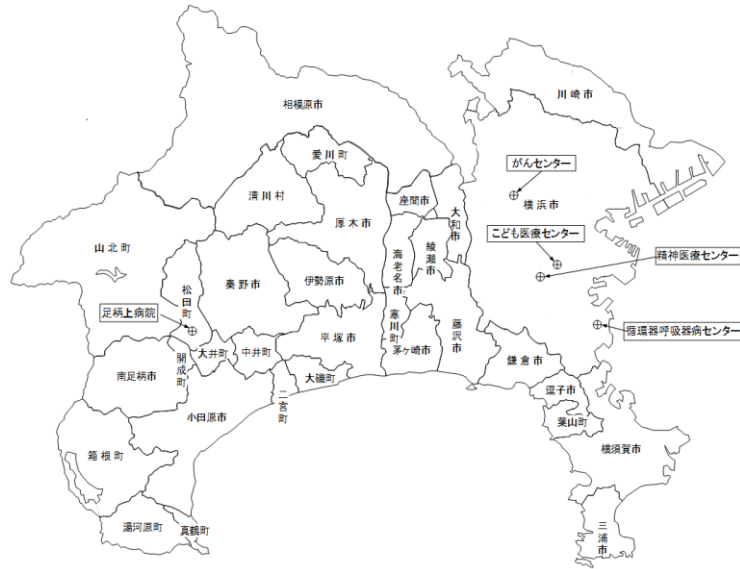 川崎市
相模原市
愛川町
がんセンター
清川村
座間市
横浜市
厚木市
大和市
山北町
海老名市
綾瀬市
こども医療センター
精神医療センター
秦野市
伊勢原市
松田町
足柄上病院
寒川町
藤沢市
循環器呼吸器病センター
平塚市
茅ヶ崎市
開成町
大井町
中井町
鎌倉市
南足柄市
大磯町
逗子市
二宮町
小田原市
葉山町
箱根町
横須賀市
湯河原町
真鶴町
三浦市